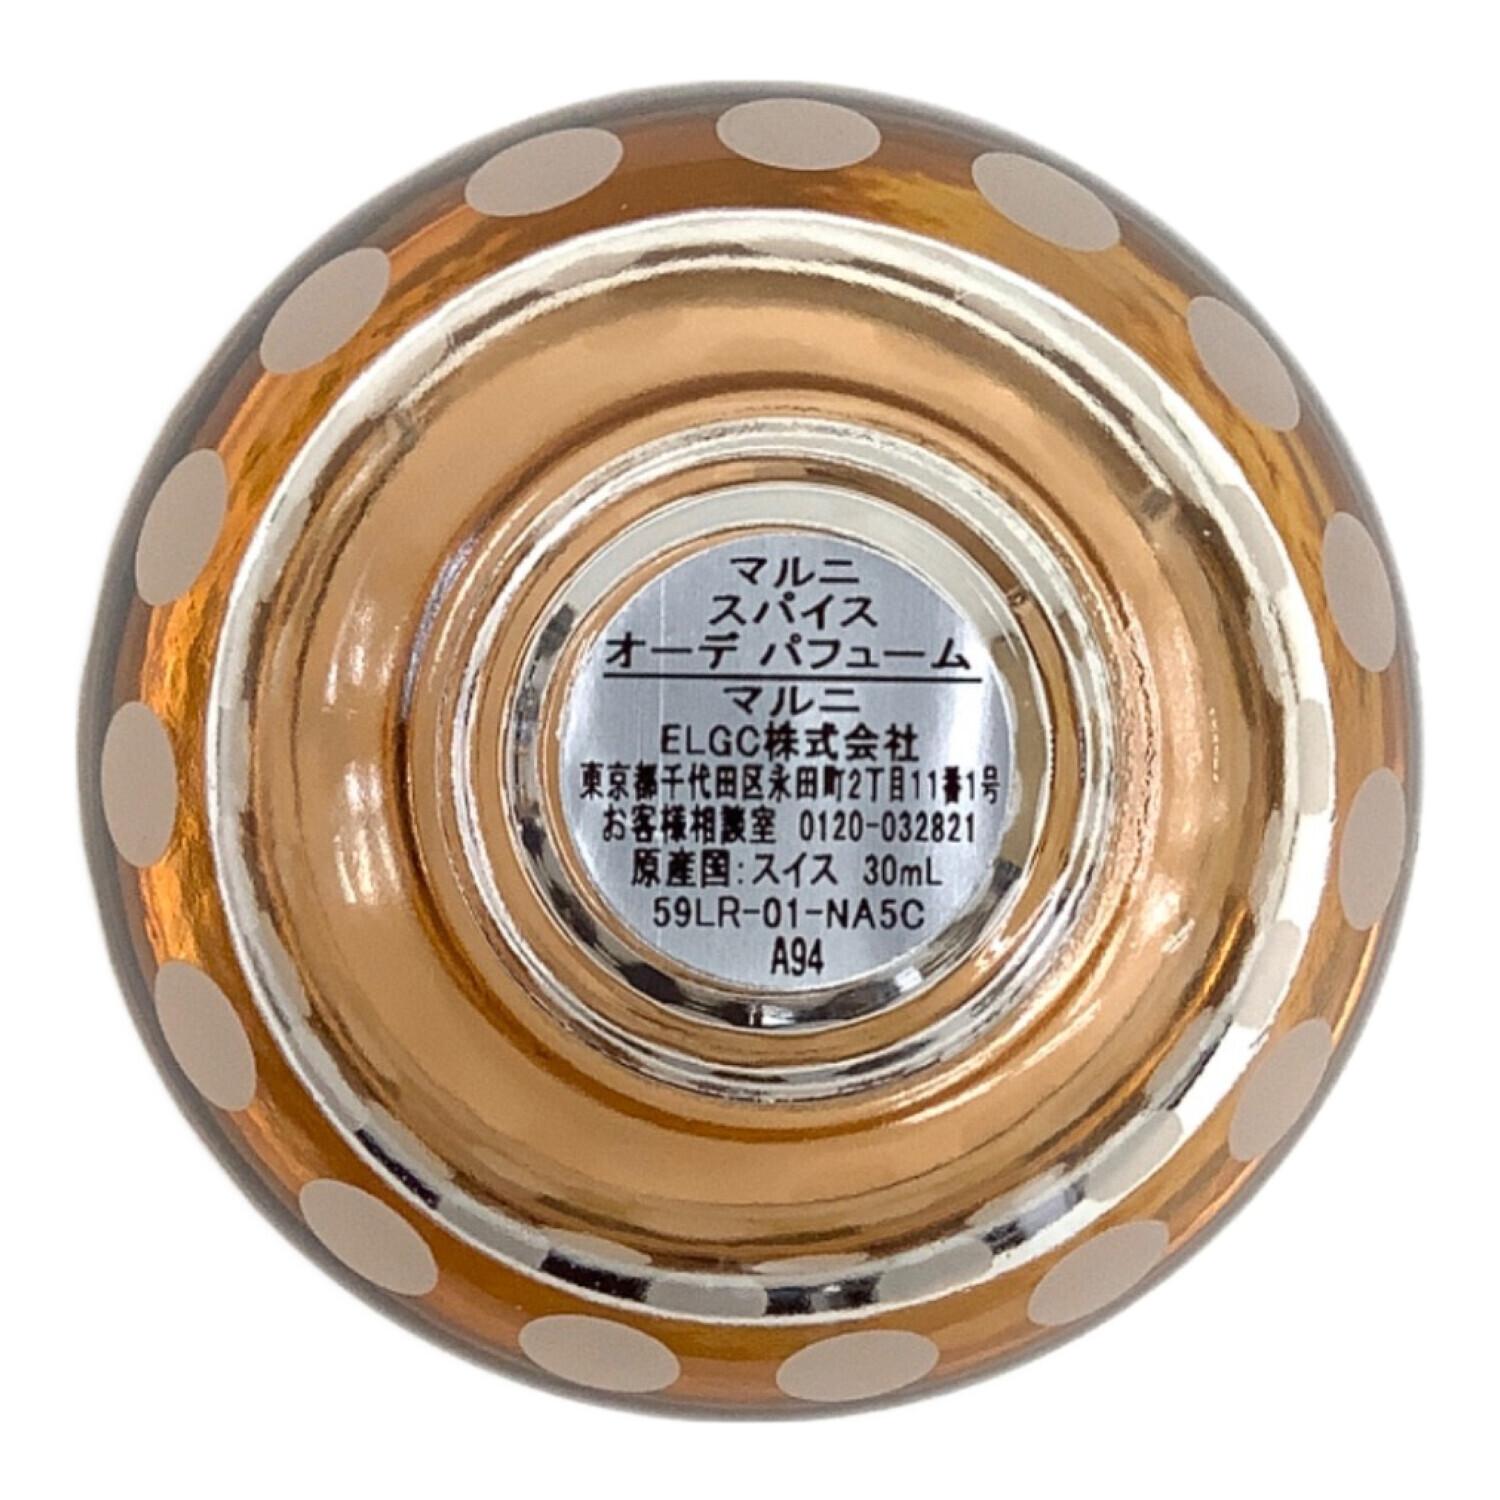 マルニ
スパイス
オーデ パフューム
マルニ
ELGC株式会社
東京都千代田区永田町2丁目11番1号
お客様相談室 0120-032821
原産国:スイス 30mL
59LR-01-NA5C
A94